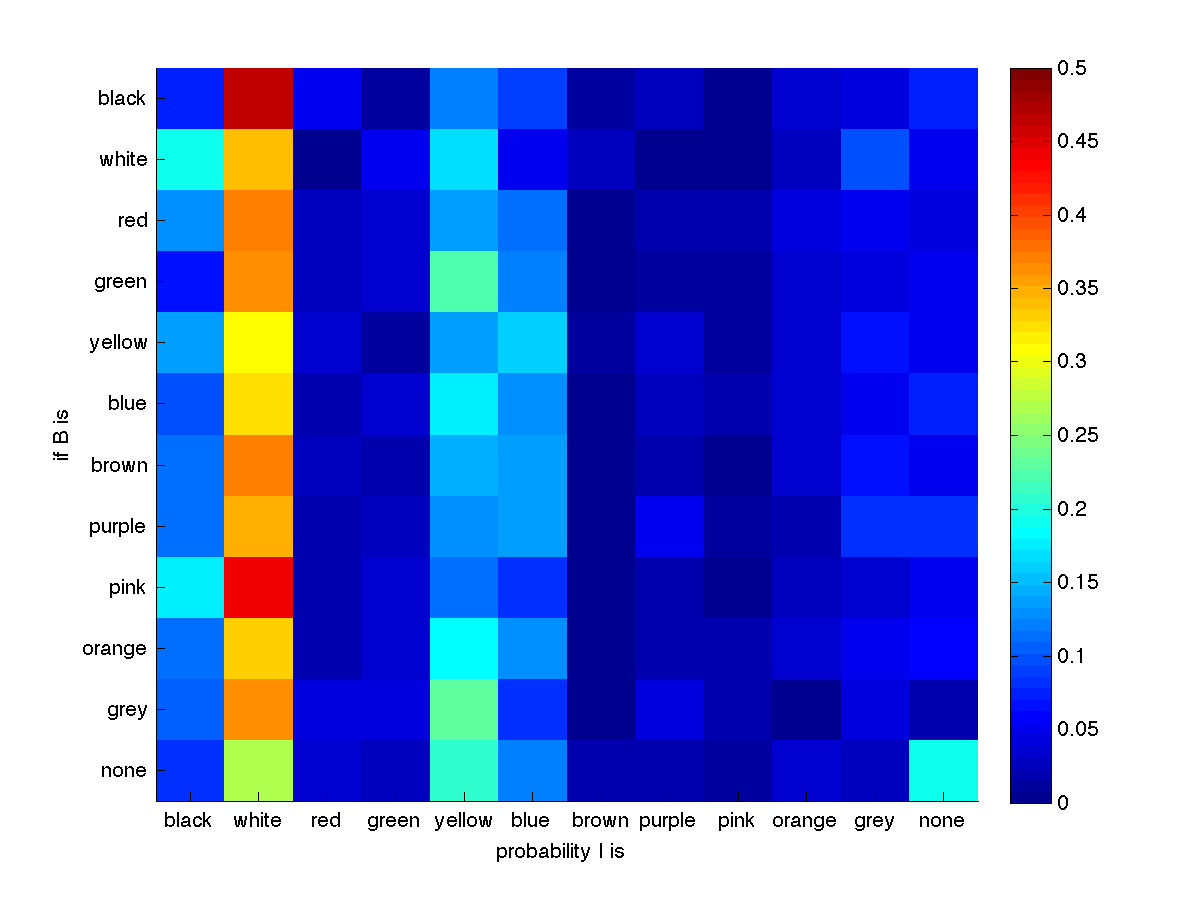 if B is
black
white
red
green
yellow
blue
brown
purple
pink
orange
grey
none
black white red green yellow blue brown purple pink orange grey none
probability I is
0.5
0.45
0.4
0.35
0.3
0.25
0.2
0.15
0.1
0.05
0